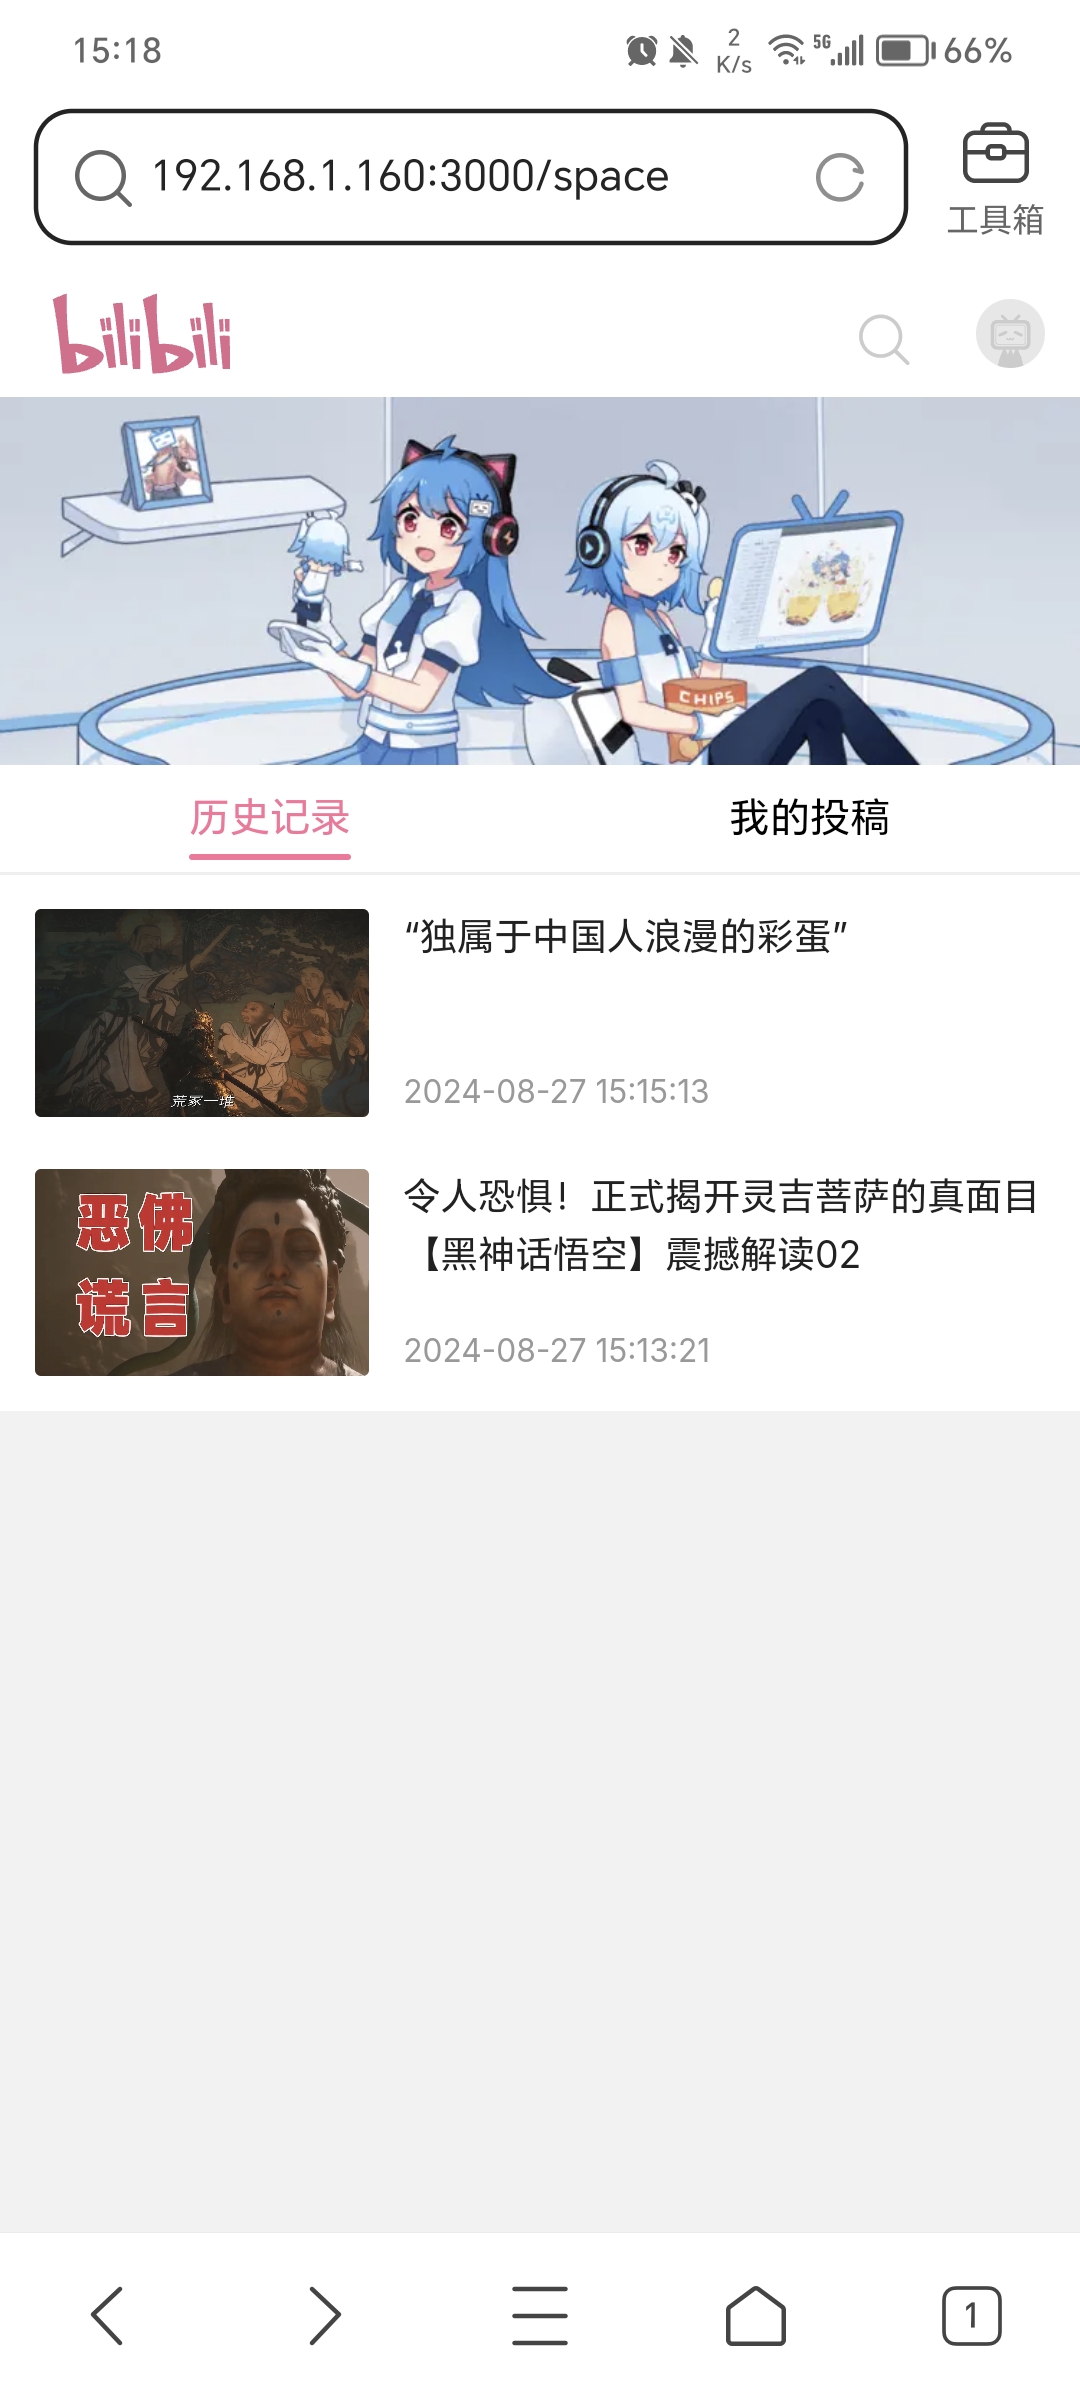 15:18
2
K/s
5G
66%
192.168.1.160:3000/space
工具箱
bilibili
CHIPS
历史记录
我的投稿
“独属于中国人浪漫的彩蛋”
荒冢一堆
2024-08-27 15:15:13
恶佛
谎言
令人恐惧！正式揭开灵吉菩萨的真面目
【黑神话悟空】震撼解读02
2024-08-27 15:13:21
1